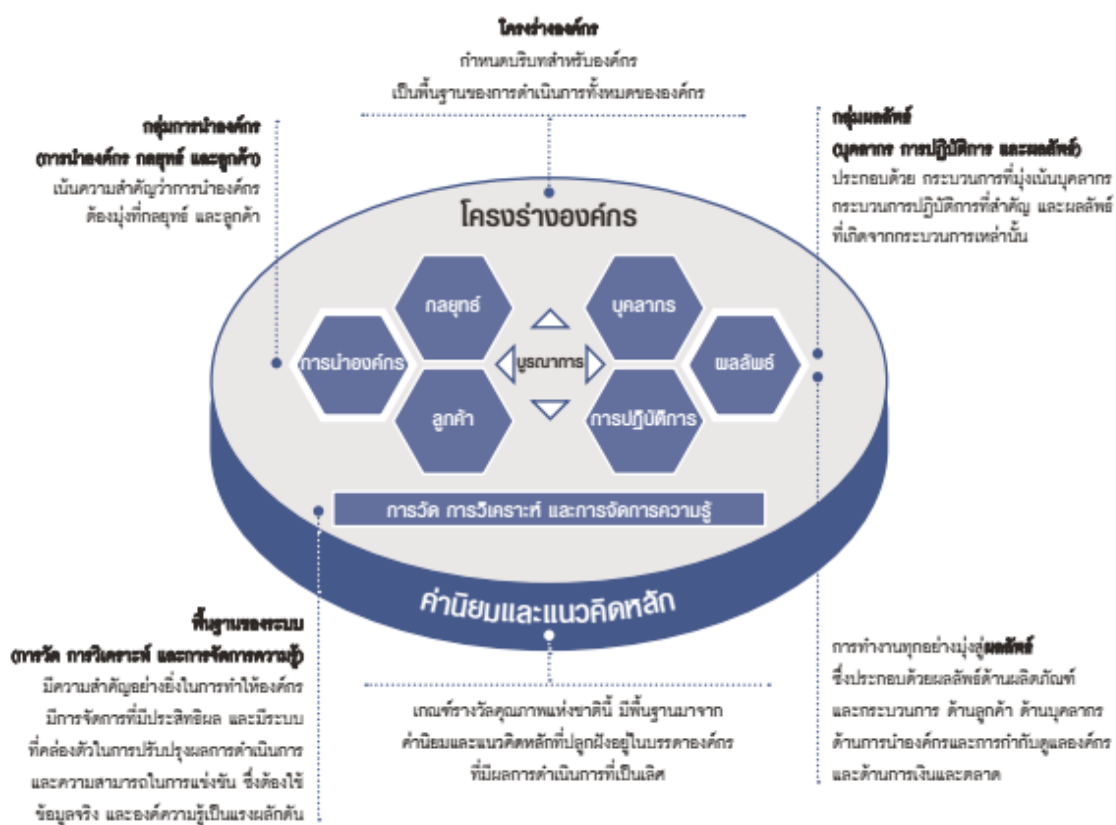 โครงร่างองค์กร
กำหนดบริบทสำหรับองค์กร
เป็นพื้นฐานของการดำเนินการทั้งหมดขององค์กร
กลุ่มการนำองค์กร
(การนำองค์กร กลยุทธ์ และลูกค้า)
เน้นความสำคัญว่าการนำองค์กร
ต้องมุ่งที่กลยุทธ์ และลูกค้า
กลุ่มผลลัพธ์
(บุคลากร การปฏิบัติการ และผลลัพธ์)
ประกอบด้วย กระบวนการที่มุ่งเน้นบุคลากร
กระบวนการปฏิบัติการที่สำคัญ และผลลัพธ์
ที่เกิดจากกระบวนการเหล่านั้น
โครงร่างองค์กร
กลยุทธ์
บุคลากร
การนำองค์กร
บูรณาการ
ผลลัพธ์
ลูกค้า
การปฏิบัติการ
การวัด การวิเคราะห์ และการจัดการความรู้
ค่านิยมและแนวคิดหลัก
พื้นฐานของระบบ
(การวัด การวิเคราะห์ และการจัดการความรู้)
มีความสำคัญอย่างยิ่งในการทำให้องค์กร
มีการจัดการที่มีประสิทธิผล และมีระบบ
ที่คล่องตัวในการปรับปรุงผลการดำเนินการ
และความสามารถในการแข่งขัน ซึ่งต้องใช้
ข้อมูลจริง และองค์ความรู้เป็นแรงผลักดัน
เกณฑ์รางวัลคุณภาพแห่งชาตินี้ มีพื้นฐานมาจาก
ค่านิยมและแนวคิดหลักที่ปลูกฝังอยู่ในบรรดาองค์กร
ที่มีผลการดำเนินการที่เป็นเลิศ
การทำงานทุกอย่างมุ่งสู่ผลลัพธ์
ซึ่งประกอบด้วยผลลัพธ์ด้านผลิตภัณฑ์
และกระบวนการ ด้านลูกค้า ด้านบุคลากร
ด้านการนำองค์กรและการกำกับดูแลองค์กร
และด้านการเงินและตลาด